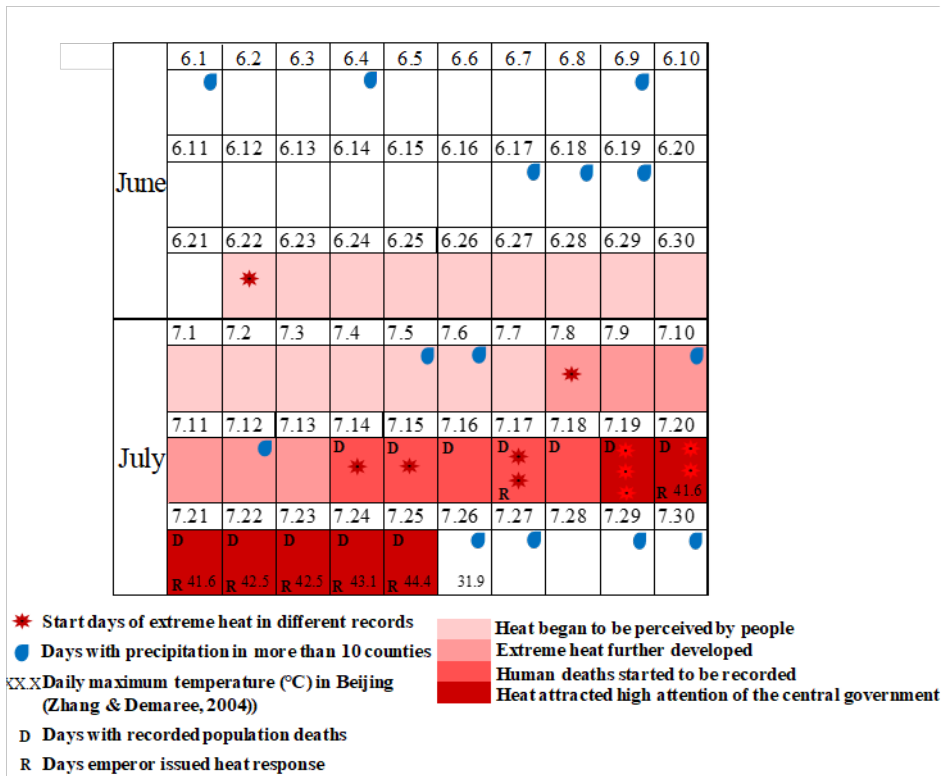 6.1 6.2 6.3 6.4 6.5 6.6 6.7 6.8 6.9 6.10
6.11 6.12 6.13 6.14 6.15 6.16 6.17 6.18 6.19 6.20
June
6.21 6.22 6.23 6.24 6.25 6.26 6.27 6.28 6.29 6.30
7.1 7.2 7.3 7.4 7.5 7.6 7.7 7.8 7.9 7.10
7.11 7.12 7.13 7.14 7.15 7.16 7.17 7.18 7.19 7.20
July
D D D D D D D
R R 41.6
7.21 7.22 7.23 7.24 7.25 7.26 7.27 7.28 7.29 7.30
D D D D D
R 41.6 R 42.5 R 42.5 R 43.1 R 44.4 31.9
Start days of extreme heat in different records
Days with precipitation in more than 10 counties
XX.X Daily maximum temperature (°C) in Beijing
(Zhang & Demaree, 2004))
D Days with recorded population deaths
R Days emperor issued heat response
Heat began to be perceived by people
Extreme heat further developed
Human deaths started to be recorded
Heat attracted high attention of the central government